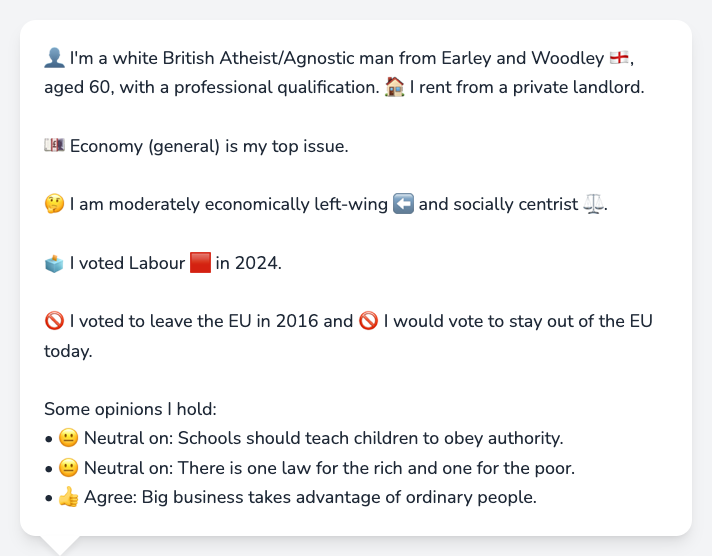 👤 I'm a white British Atheist/Agnostic man from Earley and Woodley 🏴󠁧󠁢󠁥󠁮󠁧󠁿,
aged 60, with a professional qualification. 🏠 I rent from a private landlord.
💷 Economy (general) is my top issue.
🤔 I am moderately economically left-wing ⬅️ and socially centrist ⚖️.
🗳️ I voted Labour 🟥 in 2024.
🚫 I voted to leave the EU in 2016 and 🚫 I would vote to stay out of the EU
today.
Some opinions I hold:
• 😐 Neutral on: Schools should teach children to obey authority.
• 😐 Neutral on: There is one law for the rich and one for the poor.
• 👍 Agree: Big business takes advantage of ordinary people.